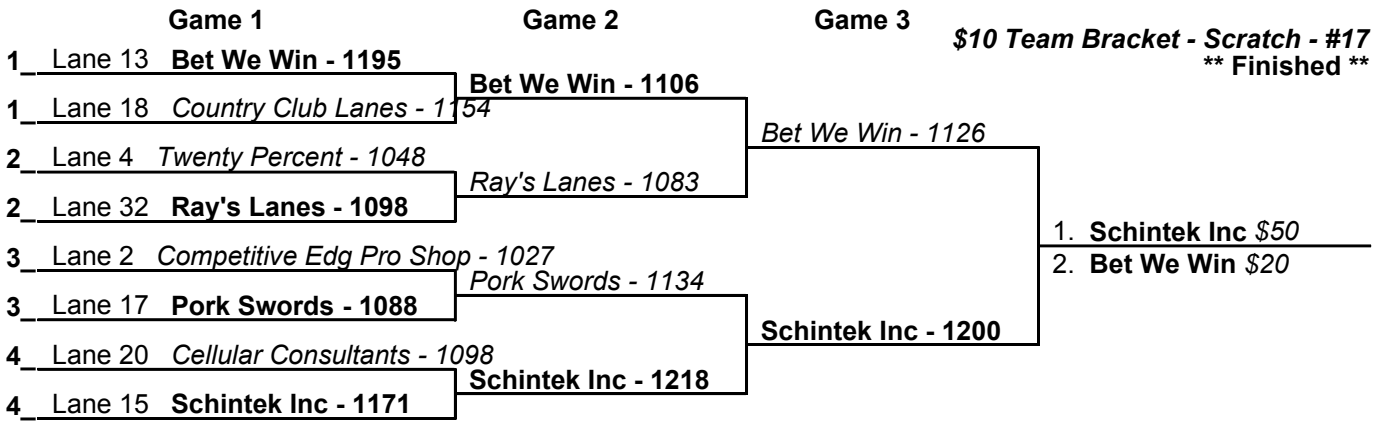 Game 1 Game 2 Game 3
$10 Team Bracket - Scratch - #17
** Finished **
1_ Lane 13 Bet We Win - 1195
Bet We Win - 1106
1_ Lane 18 Country Club Lanes - 1154
Bet We Win - 1126
2_ Lane 4 Twenty Percent - 1048
Ray's Lanes - 1083
2_ Lane 32 Ray's Lanes - 1098
1. Schintek Inc $50
3_ Lane 2 Competitive Edg Pro Shop - 1027
2. Bet We Win $20
Pork Swords - 1134
3_ Lane 17 Pork Swords - 1088
Schintek Inc - 1200
4_ Lane 20 Cellular Consultants - 1098
Schintek Inc - 1218
4_ Lane 15 Schintek Inc - 1171